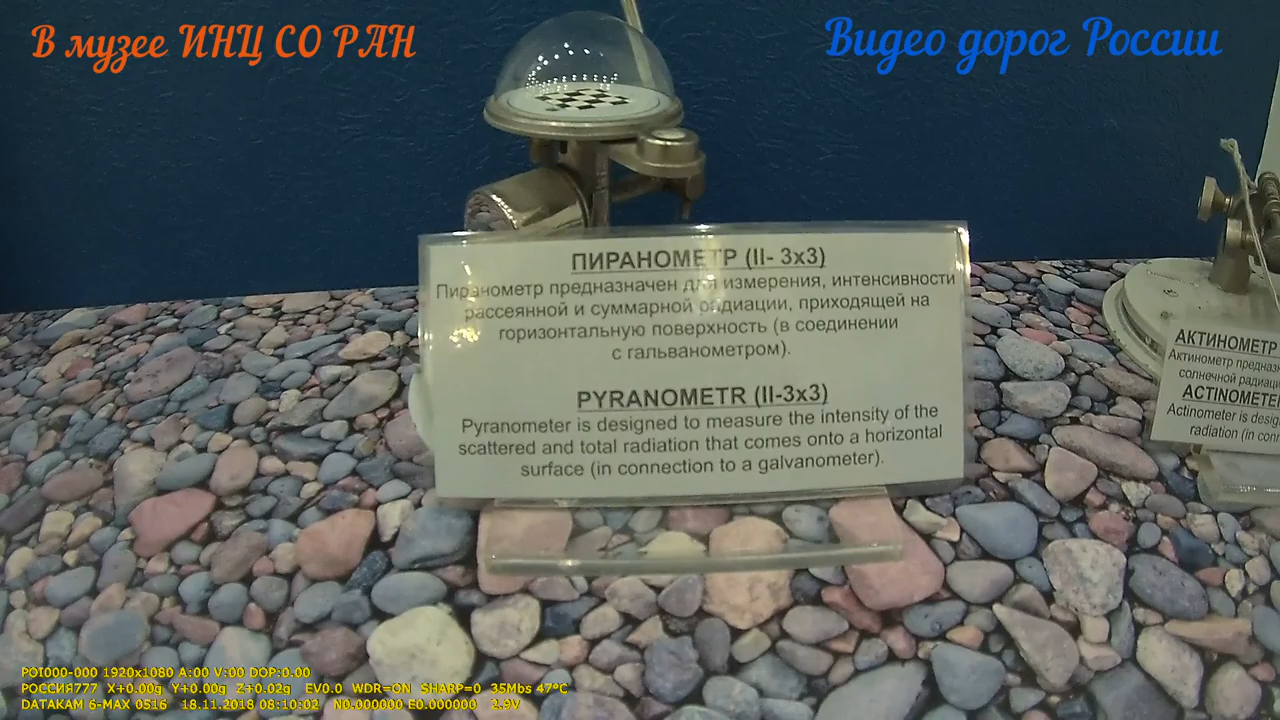 В музее ИНЦ СО РАН
Видео дорог России
ПИРАНОМЕТР (II- 3x3)
Пиранометр предназначен для измерения, интенсивности
рассеянной и суммарной радиации, приходящей на
горизонтальную поверхность (в соединении
с гальванометром).
PYRANOMETR (II-3x3)
Pyranometer is designed to measure the intensity of the
scattered and total radiation that comes onto a horizontal
surface (in connection to a galvanometer).
АКТИНОМЕТР
Актинометр предназ
солнечной радиац
ACTINOMETE
Actinometer is desig
radiation (in con
POI000-000 1920x1080 A:00 V:00 DOP:0.00
РОССИЯ777 X+0.00g Y+0.00g Z+0.02g EV0.0 WDR=ON SHARP=0 35Mbs 47°C
DATAKAM 6-MAX 0516 18.11.2018 08:10:02 N0.000000 E0.000000 2.9V